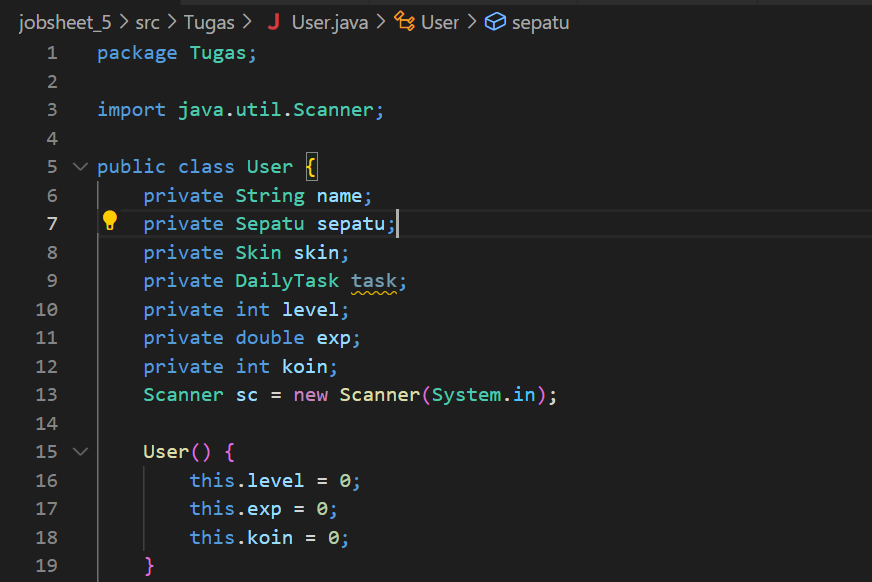 jobsheet_5 > src > Tugas > J User.java > User > sepatu
1 package Tugas;
2
3 import java.util.Scanner;
4
5 public class User {
6 private String name;
7 private Sepatu sepatu;
8 private Skin skin;
9 private DailyTask task;
10 private int level;
11 private double exp;
12 private int koin;
13 Scanner sc = new Scanner(System.in);
14
15 User() {
16 this.level = 0;
17 this.exp = 0;
18 this.koin = 0;
19 }